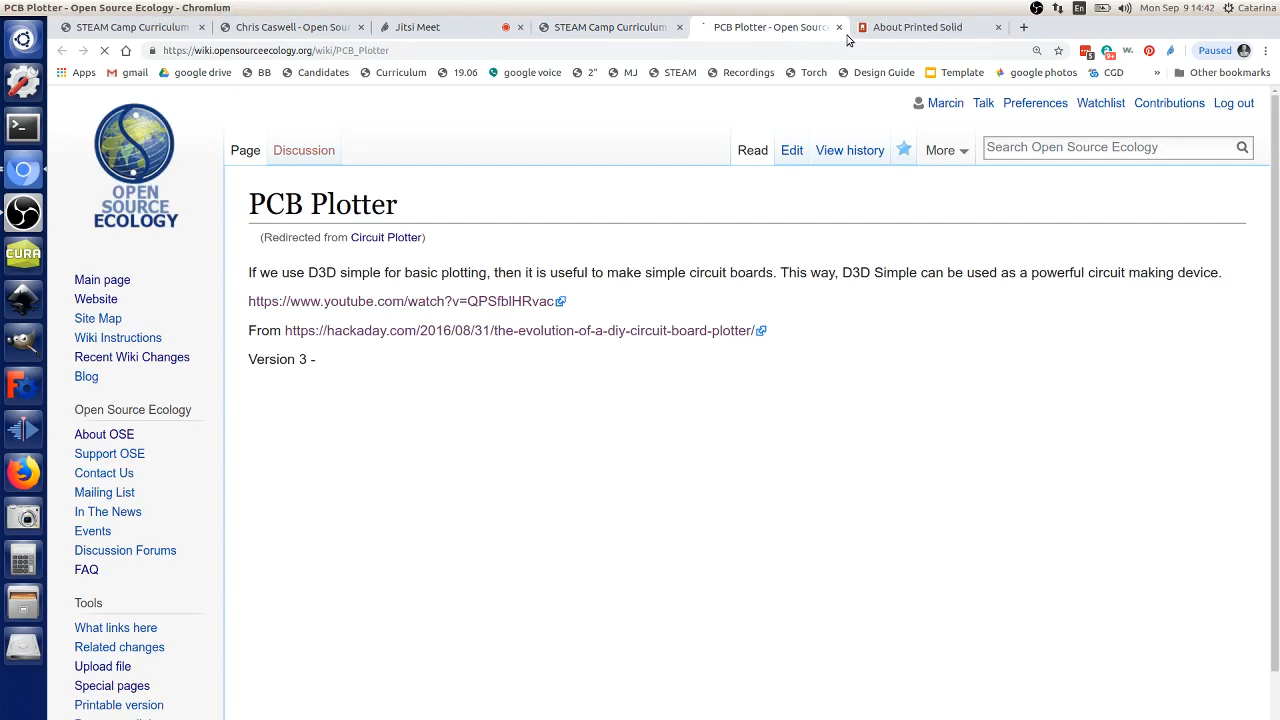 PCB Plotter - Open Source Ecology - Chromium
En
Mon Sep 9 14:42
Catarina
STEAM Camp Curriculum
Chris Caswell - Open Sour
Jitsi Meet
STEAM Camp Curriculum
PCB Plotter - Open Source
About Printed Solid
https://wiki.opensourceecology.org/wiki/PCB_Plotter
Paused
Apps
gmail
google drive
BB
Candidates
Curriculum
19.06
google voice
2"
MJ
STEAM
Recordings
Torch
Design Guide
Template
google photos
CGD
»
Other bookmarks
Marcin
Talk
Preferences
Watchlist
Contributions
Log out
OPEN
SOURCE
ECOLOGY
Page
Discussion
Read
Edit
View history
More
Search Open Source Ecology
PCB Plotter
(Redirected from Circuit Plotter)
If we use D3D simple for basic plotting, then it is useful to make simple circuit boards. This way, D3D Simple can be used as a powerful circuit making device.
https://www.youtube.com/watch?v=QPSfblHRvac
From https://hackaday.com/2016/08/31/the-evolution-of-a-diy-circuit-board-plotter/
Version 3 -
Main page
Website
Site Map
Wiki Instructions
Recent Wiki Changes
Blog
Open Source Ecology
About OSE
Support OSE
Contact Us
Mailing List
In The News
Events
Discussion Forums
FAQ
Tools
What links here
Related changes
Upload file
Special pages
Printable version
CURA